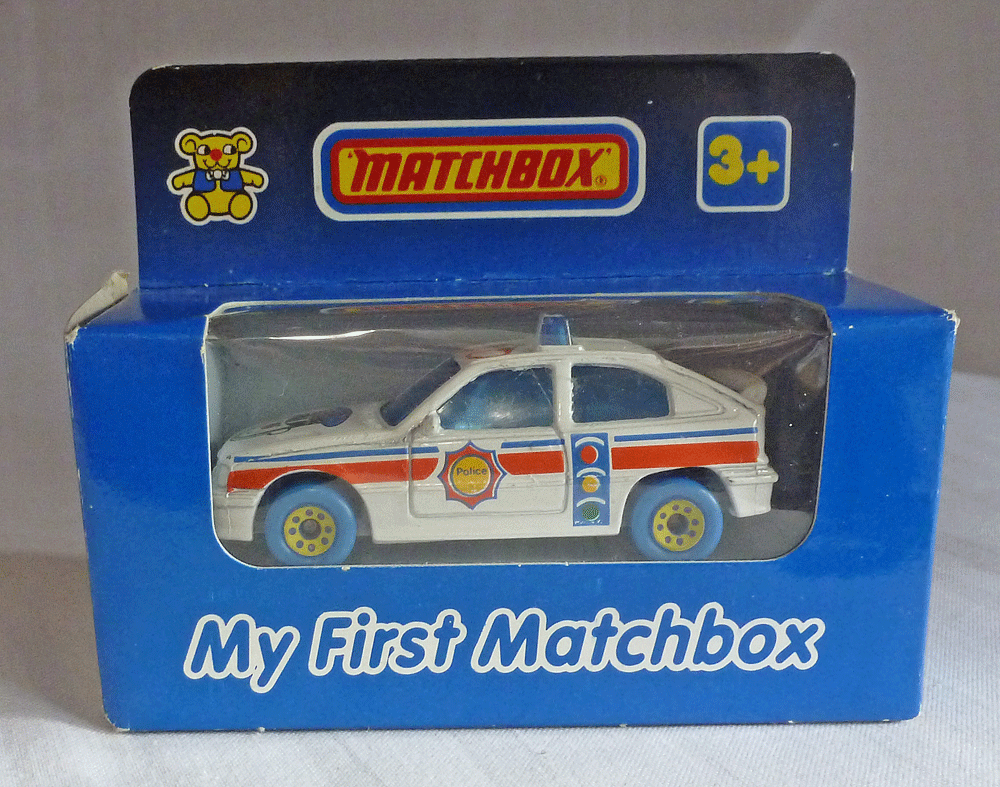 "MATCHBOX"®
3+
Police
My First Matchbox